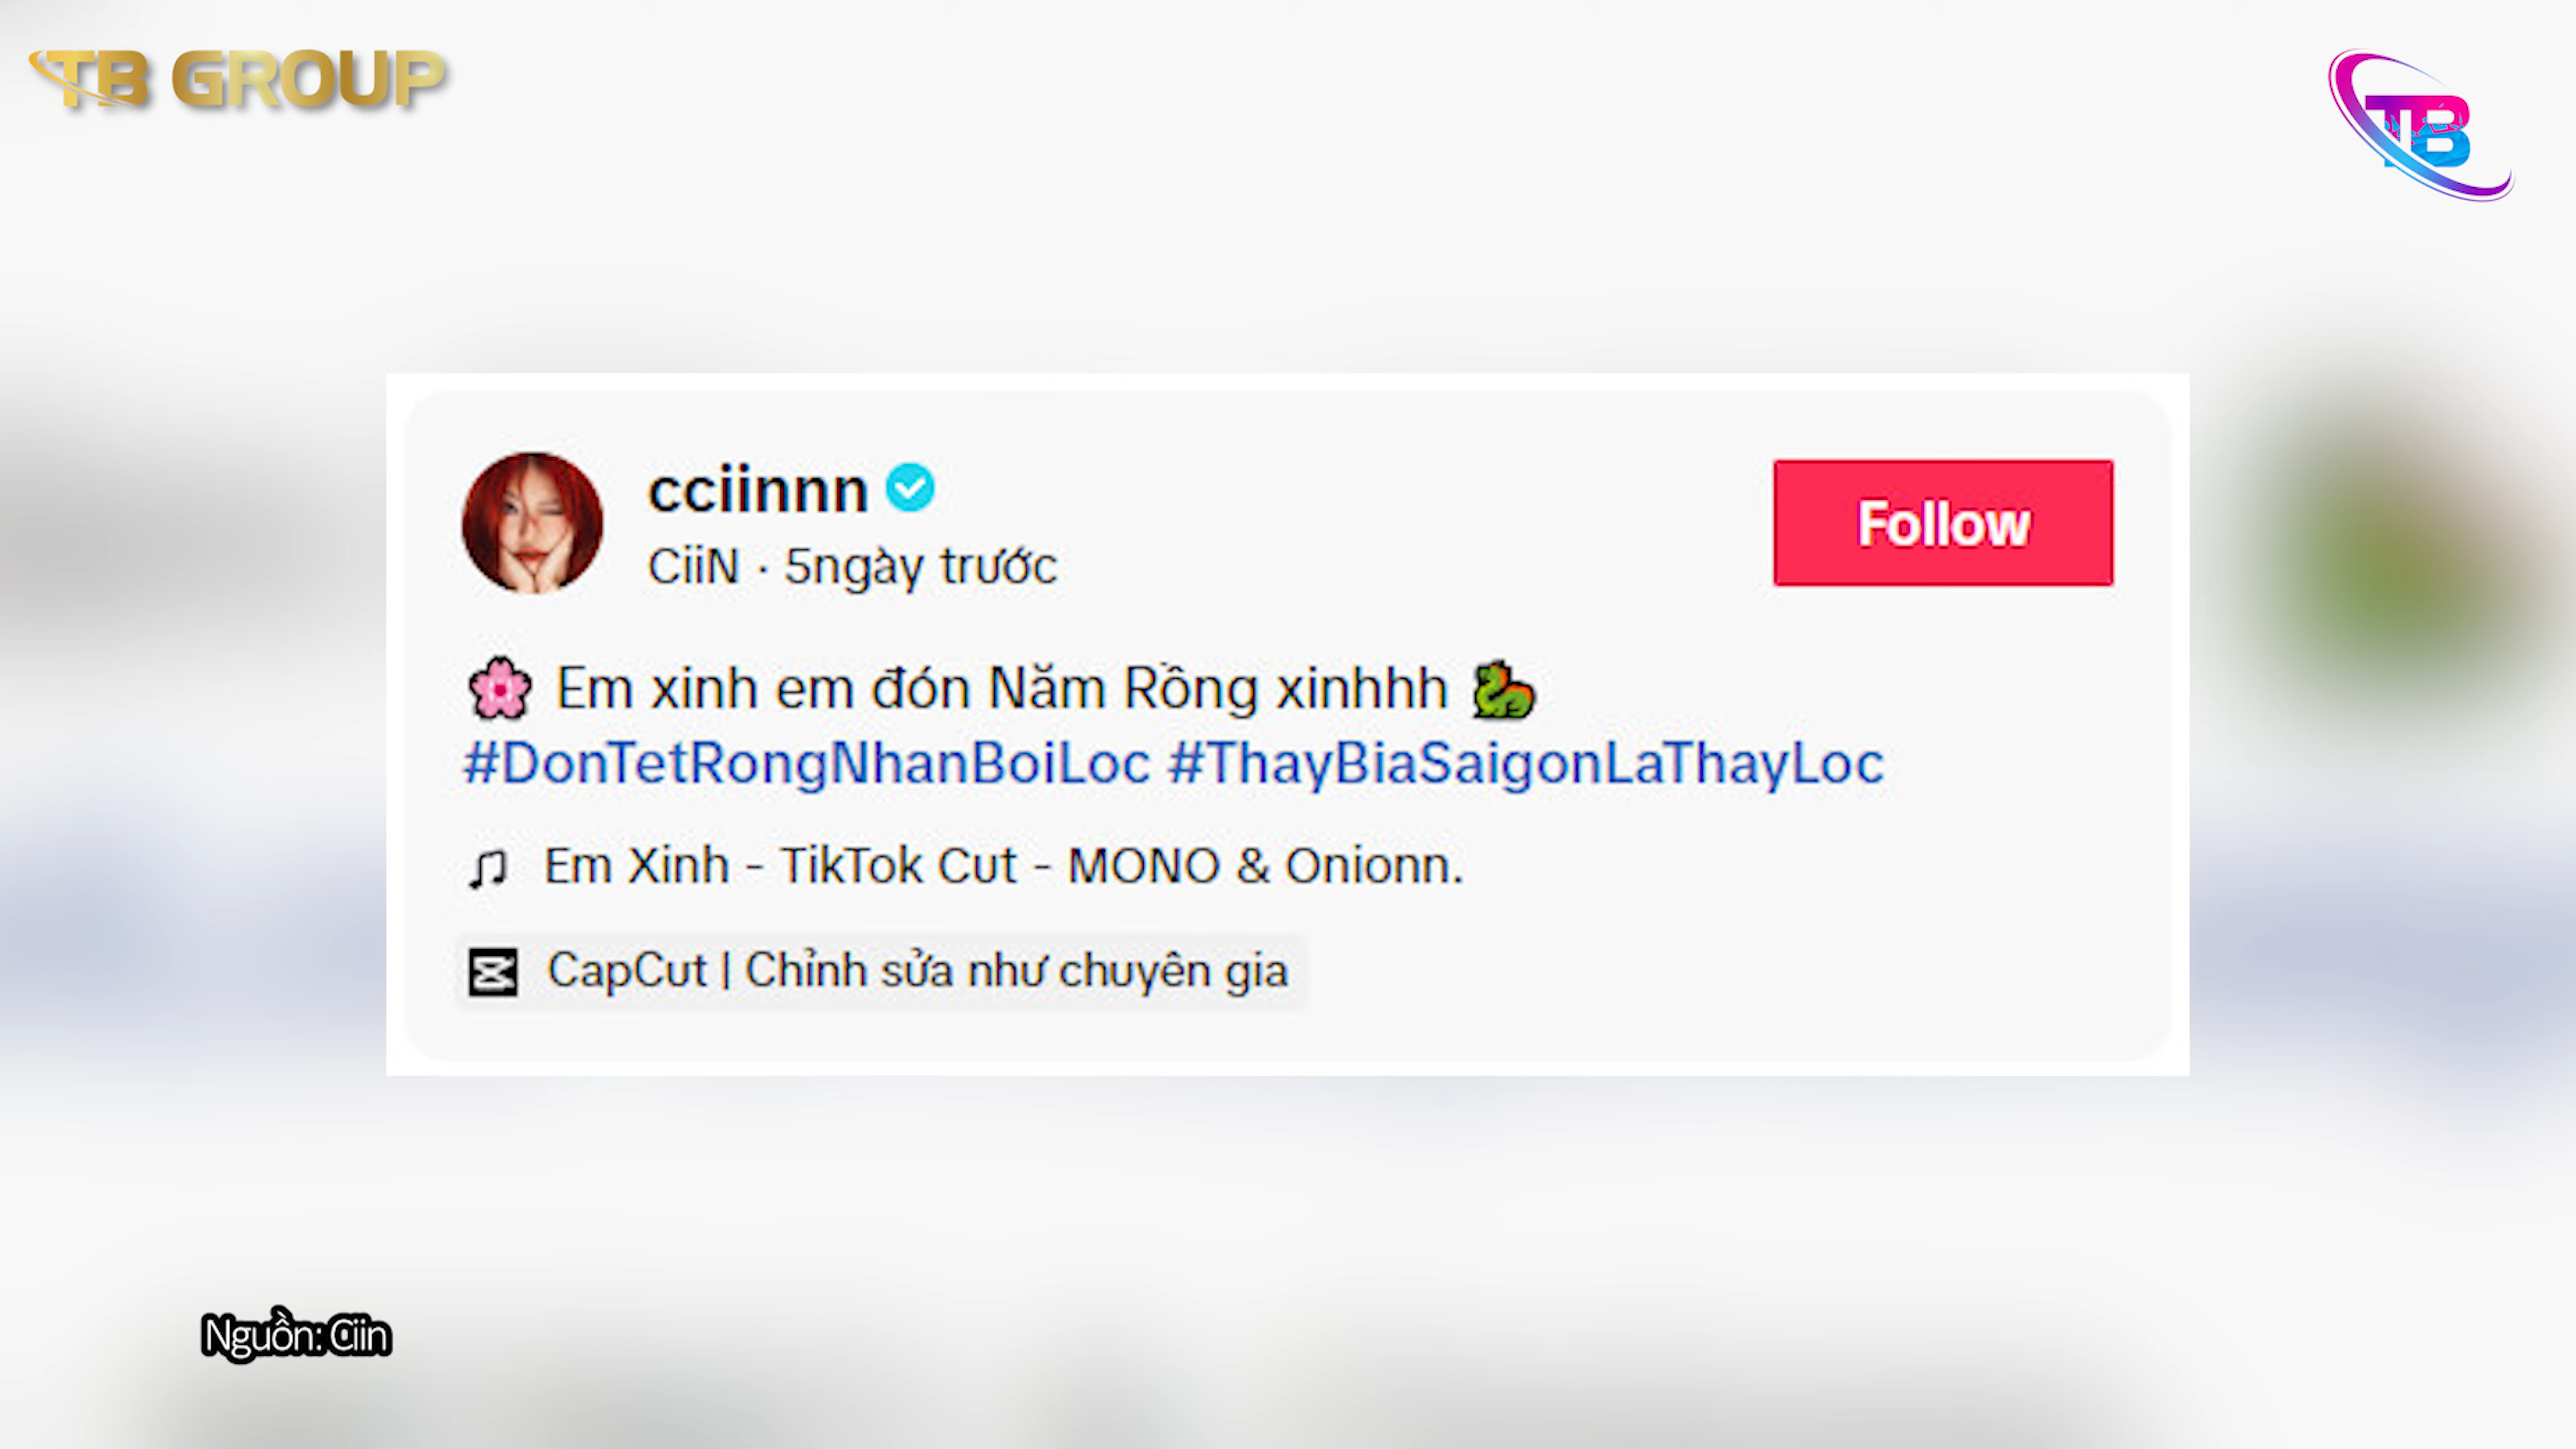 TB GROUP
TB
cciinnn
CiiN · 5ngày trước
Follow
🌸 Em xinh em đón Năm Rồng xinhhh 🐉
#DonTetRongNhanBoiLoc #ThayBiaSaigonLaThayLoc
Em Xinh - TikTok Cut - MONO & Onionn.
CapCut | Chỉnh sửa như chuyên gia
Nguồn: Ciin